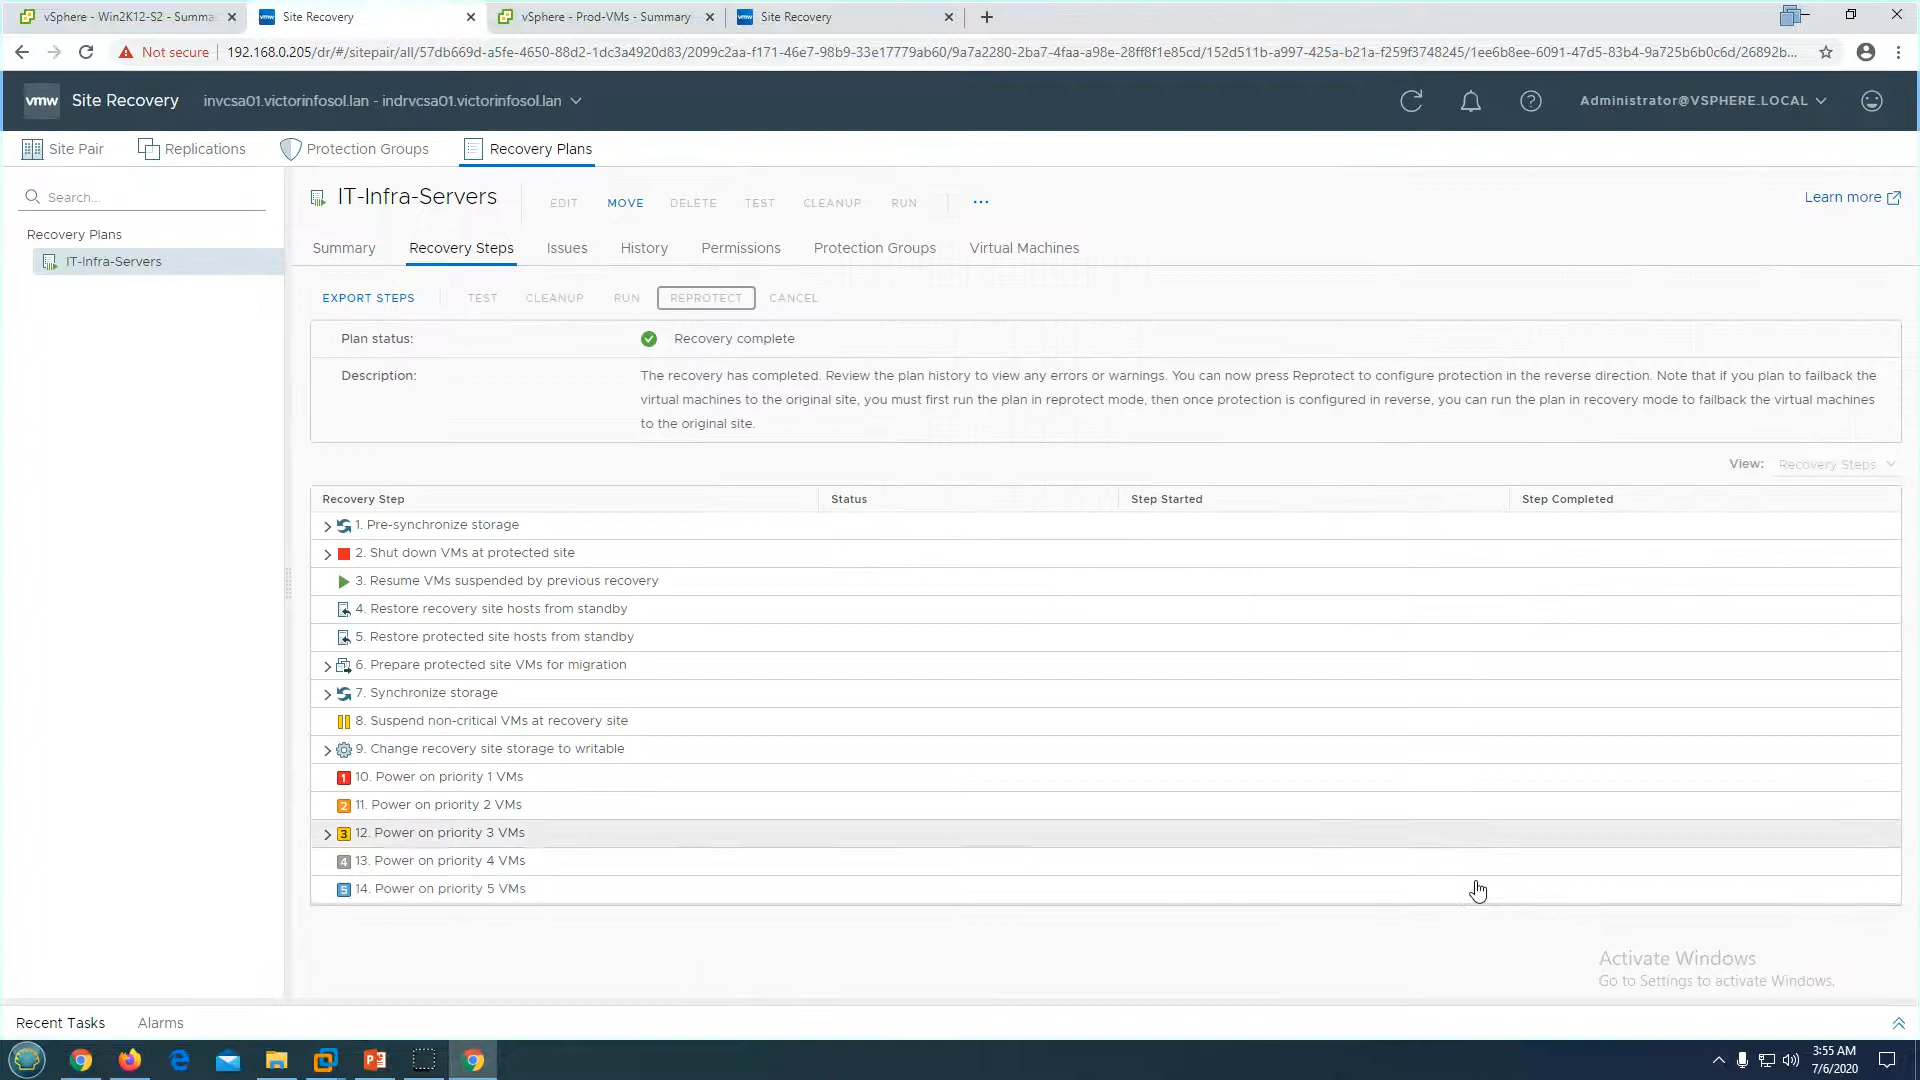 vSphere - Win2K12-S2 - Summa
Site Recovery
vSphere - Prod-VMs - Summary
Site Recovery
Not secure
192.168.0.205/dr/#/sitepair/all/57db669d-a5fe-4650-88d2-1dc3a4920d83/2099c2aa-f171-46e7-98b9-33e17779ab60/9a7a2280-2ba7-4faa-a98e-28ff8f1e85cd/152d511b-a997-425a-b21a-f259f3748245/1ee6b8ee-6091-47d5-83b4-9a725b6b0c6d/26892b...
vmw
Site Recovery
invcsa01.victorinfosol.lan - indrvcsa01.victorinfosol.lan
Administrator@VSPHERE.LOCAL
Site Pair
Replications
Protection Groups
Recovery Plans
Search...
Recovery Plans
IT-Infra-Servers
IT-Infra-Servers
EDIT
MOVE
DELETE
TEST
CLEANUP
RUN
...
Learn more
Summary
Recovery Steps
Issues
History
Permissions
Protection Groups
Virtual Machines
EXPORT STEPS
TEST
CLEANUP
RUN
REPROTECT
CANCEL
Plan status:
Recovery complete
Description:
The recovery has completed. Review the plan history to view any errors or warnings. You can now press Reprotect to configure protection in the reverse direction. Note that if you plan to failback the
virtual machines to the original site, you must first run the plan in reprotect mode, then once protection is configured in reverse, you can run the plan in recovery mode to failback the virtual machines
to the original site.
View:
Recovery Steps
Recovery Step
Status
Step Started
Step Completed
1. Pre-synchronize storage
2. Shut down VMs at protected site
3. Resume VMs suspended by previous recovery
4. Restore recovery site hosts from standby
5. Restore protected site hosts from standby
6. Prepare protected site VMs for migration
7. Synchronize storage
8. Suspend non-critical VMs at recovery site
9. Change recovery site storage to writable
1 10. Power on priority 1 VMs
2 11. Power on priority 2 VMs
3 12. Power on priority 3 VMs
4 13. Power on priority 4 VMs
5 14. Power on priority 5 VMs
Activate Windows
Go to Settings to activate Windows.
Recent Tasks
Alarms
3:55 AM
7/6/2020